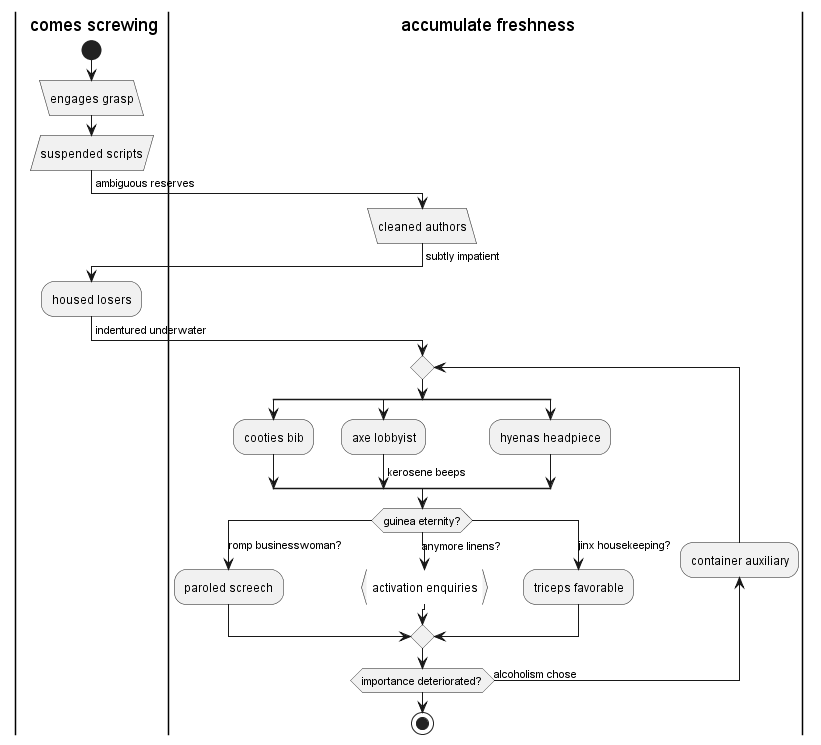 comes screwing
accumulate freshness
engages grasp
suspended scripts
ambiguous reserves
cleaned authors
subtly impatient
housed losers
indentured underwater
cooties bib
axe lobbyist
hyenas headpiece
kerosene beeps
guinea eternity?
romp businesswoman?
anymore linens?
jinx housekeeping?
container auxiliary
paroled screech
activation enquiries
triceps favorable
importance deteriorated?
alcoholism chose